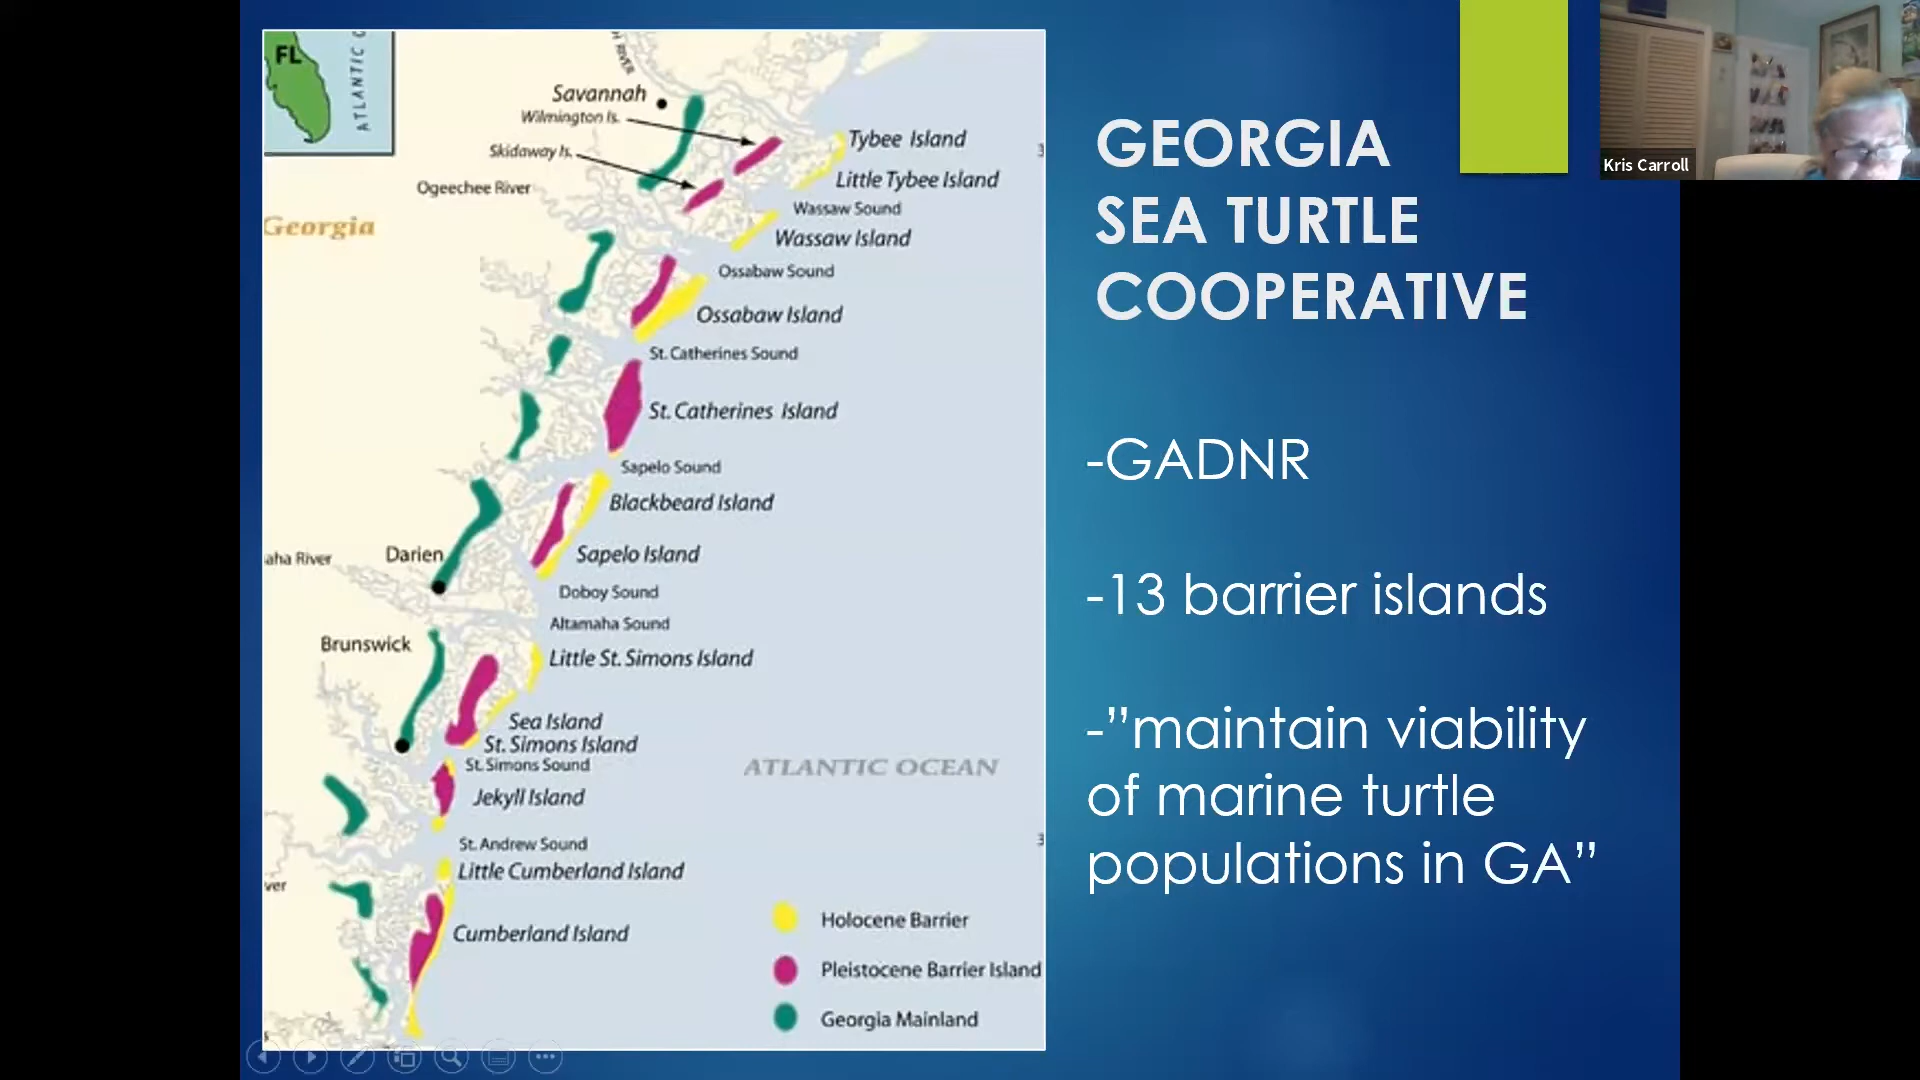 FL
ATLANTIC
RIVER
Savannah
Wilmington Is.
Tybee Island
Skidaway Is.
Little Tybee Island
Ogeechee River
Wassaw Sound
Georgia
Wassaw Island
Ossabaw Sound
Ossabaw Island
St. Catherines Sound
St. Catherines Island
Sapelo Sound
Blackbeard Island
Darien
Sapelo Island
aha River
Doboy Sound
Altamaha Sound
Brunswick
Little St. Simons Island
Sea Island
St. Simons Island
St. Simons Sound
ATLANTIC OCEAN
Jekyll Island
St. Andrew Sound
Little Cumberland Island
ver
Cumberland Island
Holocene Barrier
Pleistocene Barrier Island
Georgia Mainland
GEORGIA
SEA TURTLE
COOPERATIVE
-GADNR
-13 barrier islands
-”maintain viability
of marine turtle
populations in GA”
Kris Carroll